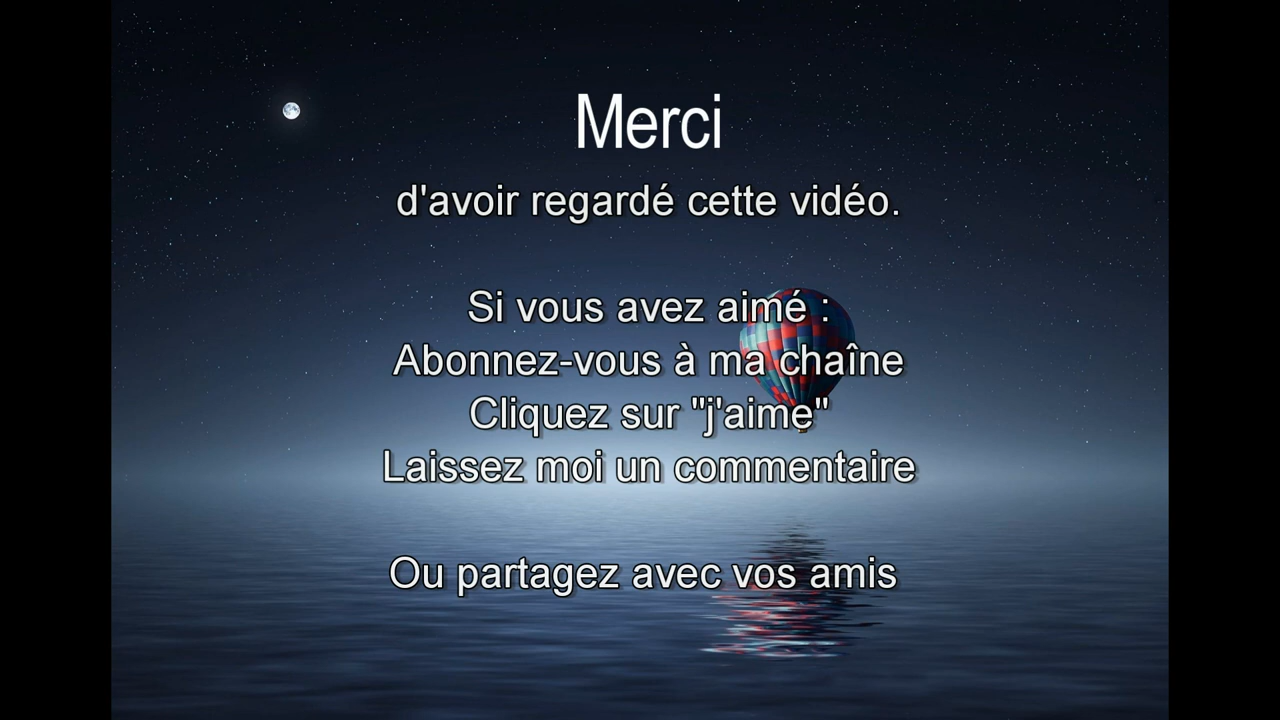 Merci
d'avoir regardé cette vidéo.
Si vous avez aimé :
Abonnez-vous à ma chaîne
Cliquez sur "j'aime"
Laissez moi un commentaire
Ou partagez avec vos amis